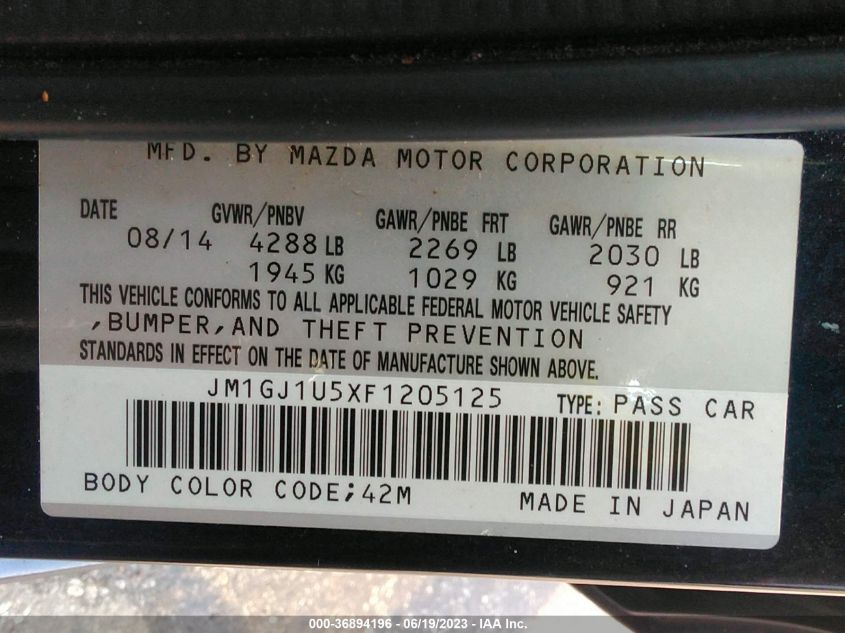 MFD. BY MAZDA MOTOR CORPORATION
DATE GVWR/PNBV GAWR/PNBE FRT GAWR/PNBE RR
08/14 4288 LB 2269 LB 2030 LB
1945 KG 1029 KG 921 KG
THIS VEHICLE CONFORMS TO ALL APPLICABLE FEDERAL MOTOR VEHICLE SAFETY
,BUMPER,AND THEFT PREVENTION
STANDARDS IN EFFECT ON THE DATE OF MANUFACTURE SHOWN ABOVE.
JM1GJ1U5XF1205125 TYPE: PASS CAR
BODY COLOR CODE;42M MADE IN JAPAN
000-36894196 - 06/19/2023 - IAA Inc.